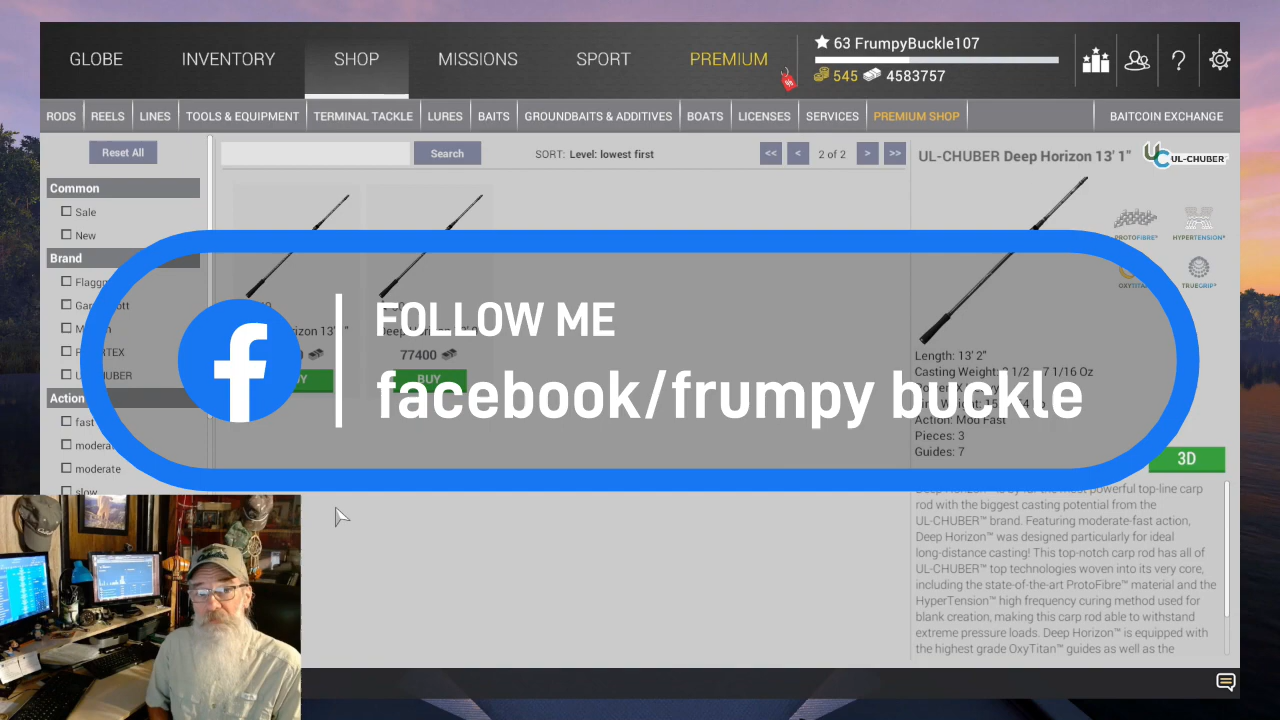 GLOBE INVENTORY SHOP MISSIONS SPORT PREMIUM
63 FrumpyBuckle107
545 4583757
RODS REELS LINES TOOLS & EQUIPMENT TERMINAL TACKLE LURES BAITS GROUNDBAITS & ADDITIVES BOATS LICENSES SERVICES PREMIUM SHOP BAITCOIN EXCHANGE
Reset All
Search
SORT: Level: lowest first
<< < 2 of 2 > >>
Common
Sale
New
Brand
Action
fast
moderate
slow
77400
BUY
FOLLOW ME
facebook/frumpy buckle
UL-CHUBER Deep Horizon 13' 1"
UL-CHUBER
PROTOFIBRE® HYPERTENSION®
TRUEGRIP®
Length: 13' 2"
Casting Weight: 7 1/16 Oz
Action: Mod Fast
Pieces: 3
Guides: 7
3D
powerful top-line carp
rod with the biggest casting potential from the
UL-CHUBER™ brand. Featuring moderate-fast action,
Deep Horizon™ was designed particularly for ideal
long-distance casting! This top-notch carp rod has all of
UL-CHUBER™ top technologies woven into its very core,
including the state-of-the-art ProtoFibre™ material and the
HyperTension™ high frequency curing method used for
blank creation, making this carp rod able to withstand
extreme pressure loads. Deep Horizon™ is equipped with
the highest grade OxyTitan™ guides as well as the